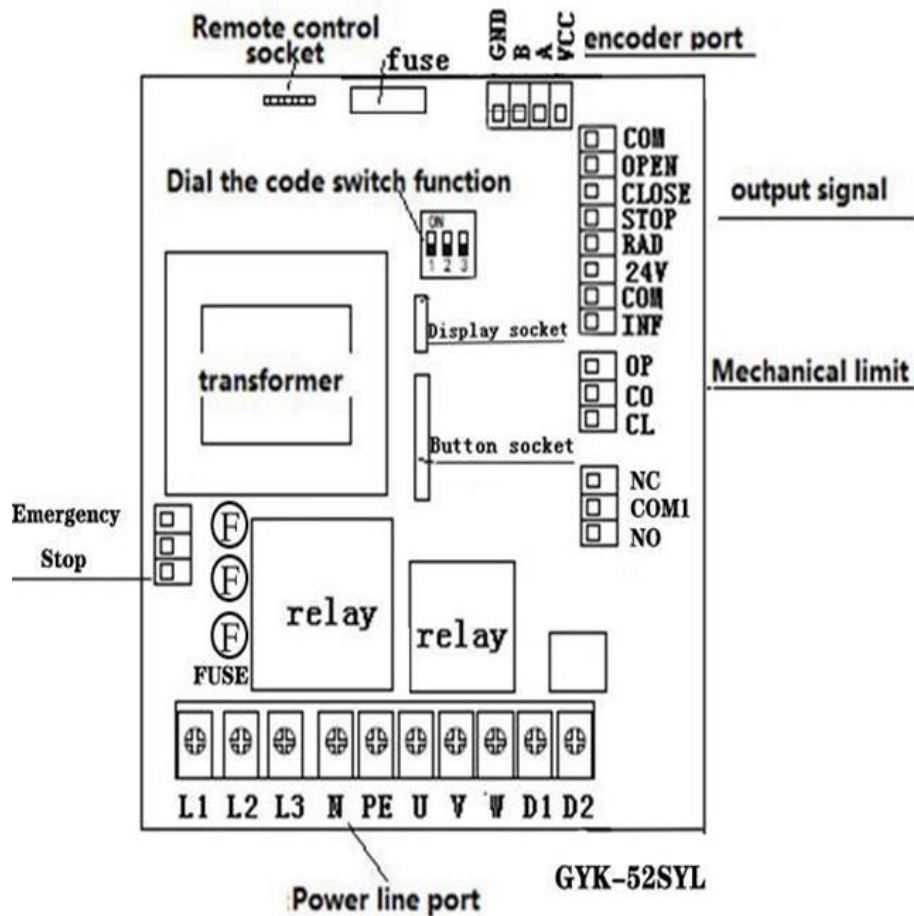 Remote control
socket
fuse
GND
B
A
VCC
encoder port
COM
OPEN
CLOSE
STOP
RAD
24V
COM
INF
output signal
Dial the code switch function
ON
1 2 3
Display socket
transformer
OP
CO
CL
Mechanical limit
Button socket
NC
COM1
NO
Emergency
Stop
F
F
F
FUSE
relay
relay
L1 L2 L3 N PE U V W D1 D2
Power line port
GYK-52SYL